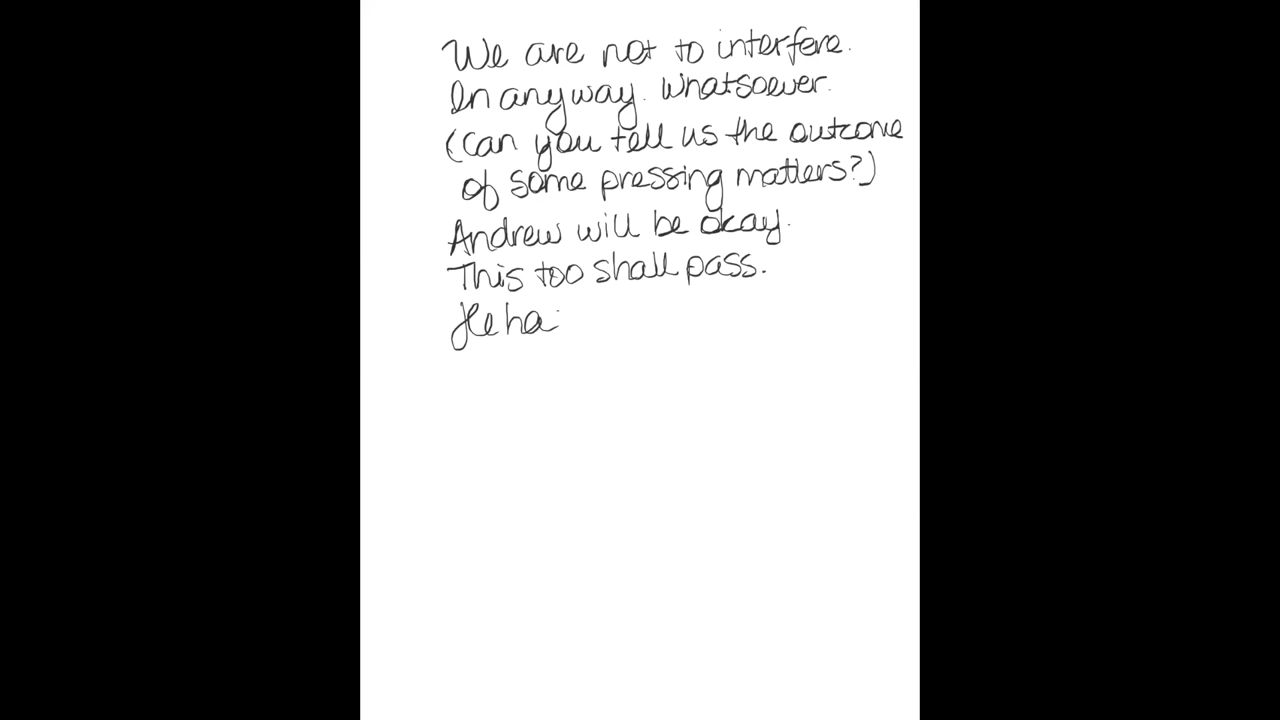 We are not to interfere.
In anyway. Whatsoever.
(Can you tell us the outcome
of some pressing matters?)
Andrew will be okay.
This too shall pass.
He ha